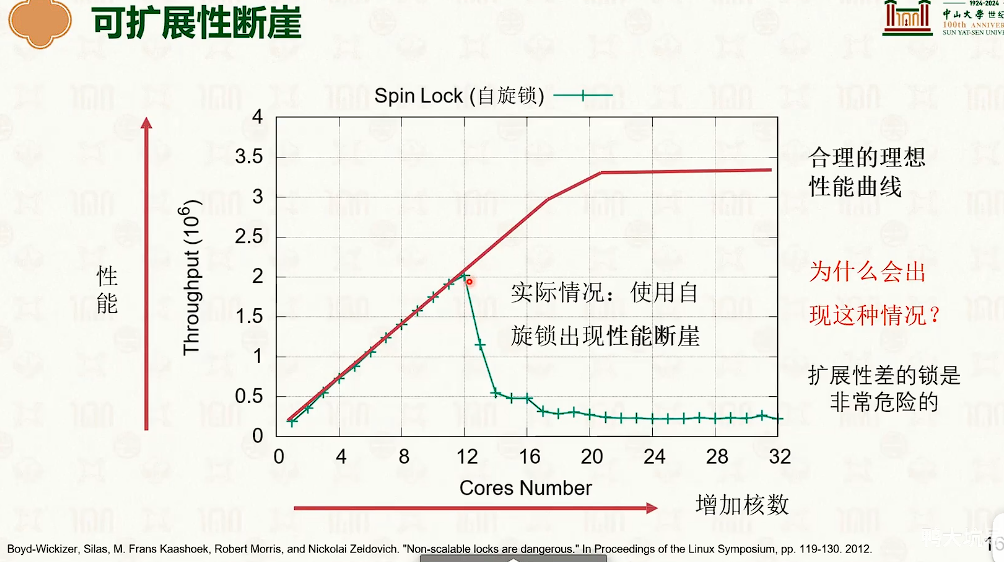 可扩展性断崖
1924-2024
中山大学 世纪
100th ANNIVER
SUN YAT-SEN UNIVE
Spin Lock (自旋锁)
4
3.5
3
2.5
2
1.5
1
0.5
0
Throughput (10⁶)
性能
实际情况：使用自
旋锁出现性能断崖
合理的理想
性能曲线
为什么会出
现这种情况？
扩展性差的锁是
非常危险的
0 4 8 12 16 20 24 28 32
Cores Number
增加核数
Boyd-Wickizer, Silas, M. Frans Kaashoek, Robert Morris, and Nickolai Zeidovich. "Non-scalable locks are dangerous." In Proceedings of the Linux Symposium, pp. 119-130. 2012.